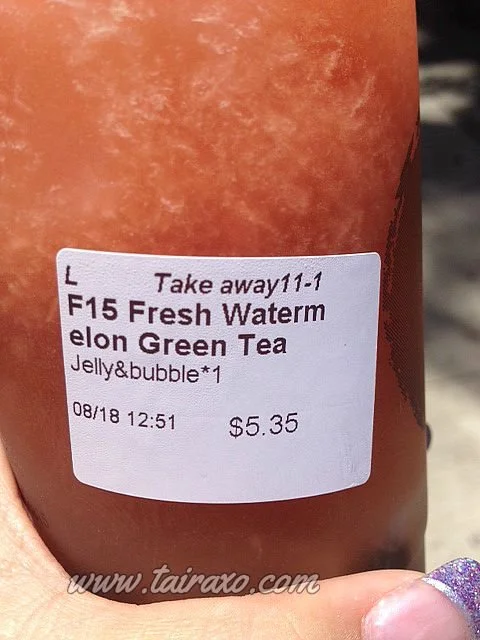 L Take away11-1
F15 Fresh Waterm
elon Green Tea
Jelly&bubble*1
08/18 12:51 $5.35
www.tairaxo.com